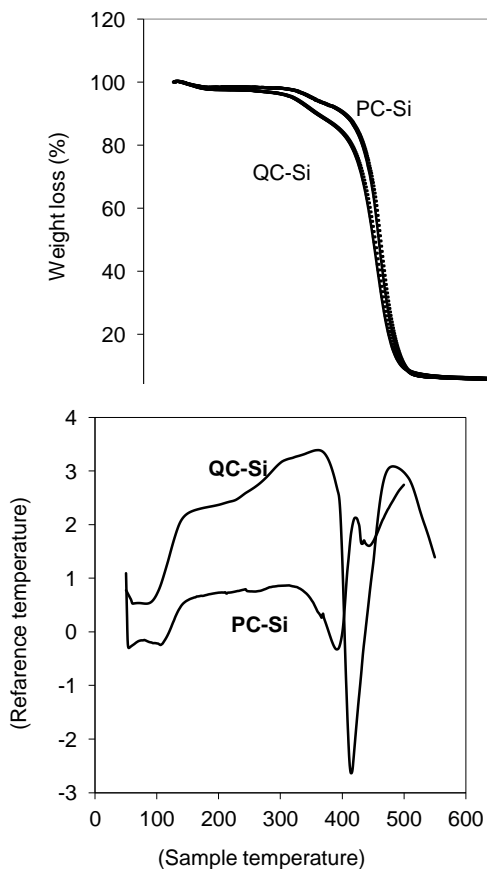 120
100
80
60
40
20
Weight loss (%)
PC-Si
QC-Si
4
3
2
1
0
-1
-2
-3
(Refarence temperature)
QC-Si
PC-Si
0 100 200 300 400 500 600
(Sample temperature)